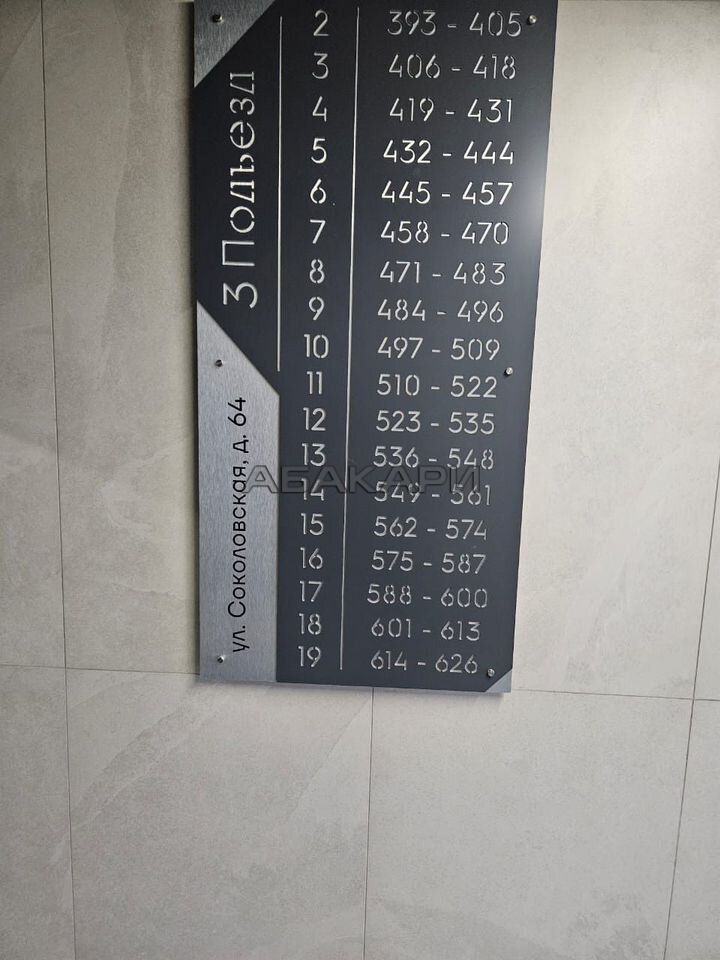 3 Подъезд
ул. Соколовская, д. 64
2 393 - 405
3 406 - 418
4 419 - 431
5 432 - 444
6 445 - 457
7 458 - 470
8 471 - 483
9 484 - 496
10 497 - 509
11 510 - 522
12 523 - 535
13 536 - 548
14 549 - 561
15 562 - 574
16 575 - 587
17 588 - 600
18 601 - 613
19 614 - 626
АБАКАРИ